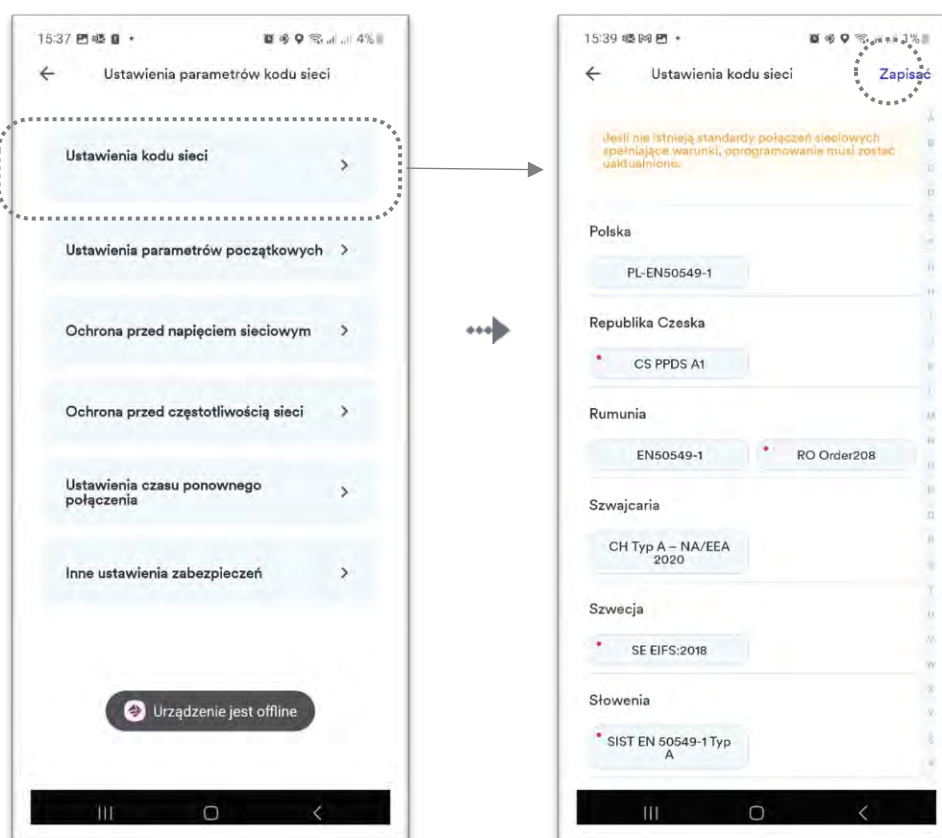 15:37
4%
Ustawienia parametrów kodu sieci
Ustawienia kodu sieci
Ustawienia parametrów początkowych
Ochrona przed napięciem sieciowym
Ochrona przed częstotliwością sieci
Ustawienia czasu ponownego
połączenia
Inne ustawienia zabezpieczeń
Urządzenie jest offline
15:39
1%
Ustawienia kodu sieci
Zapisać
Jeśli nie istnieją standardy połączeń sieciowych
spełniające warunki, oprogramowanie musi zostać
uaktualnione.
Polska
PL-EN50549-1
Republika Czeska
CS PPDS A1
Rumunia
EN50549-1
RO Order208
Szwajcaria
CH Typ A – NA/EEA
2020
Szwecja
SE EIFS:2018
Słowenia
SIST EN 50549-1 Typ
A